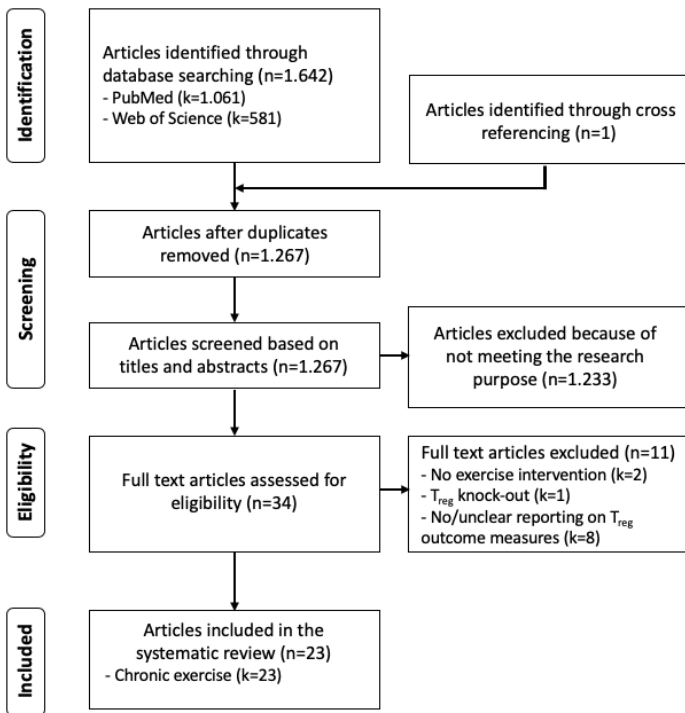 Identification
Articles identified through
database searching (n=1.642)
- PubMed (k=1.061)
- Web of Science (k=581)
Articles identified through cross
referencing (n=1)
Screening
Articles after duplicates
removed (n=1.267)
Articles screened based on
titles and abstracts (n=1.267)
Articles excluded because of
not meeting the research
purpose (n=1.233)
Eligibility
Full text articles assessed for
eligibility (n=34)
Full text articles excluded (n=11)
- No exercise intervention (k=2)
- Treg knock-out (k=1)
- No/unclear reporting on Treg
outcome measures (k=8)
Included
Articles included in the
systematic review (n=23)
- Chronic exercise (k=23)